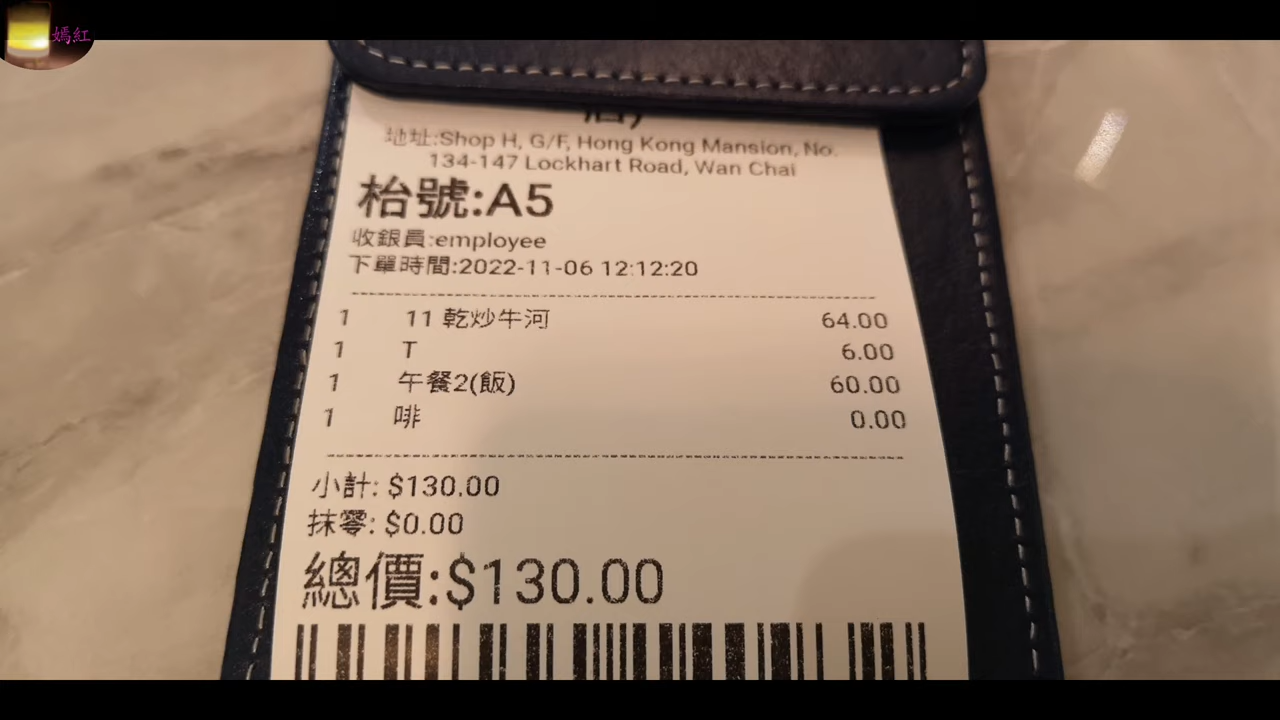 嫣紅
地址:Shop H, G/F, Hong Kong Mansion, No.
134-147 Lockhart Road, Wan Chai
枱號:A5
收銀員:employee
下單時間:2022-11-06 12:12:20
1 11 乾炒牛河 64.00
1 T 6.00
1 午餐2(飯) 60.00
1 啡 0.00
小計: $130.00
抹零: $0.00
總價:$130.00